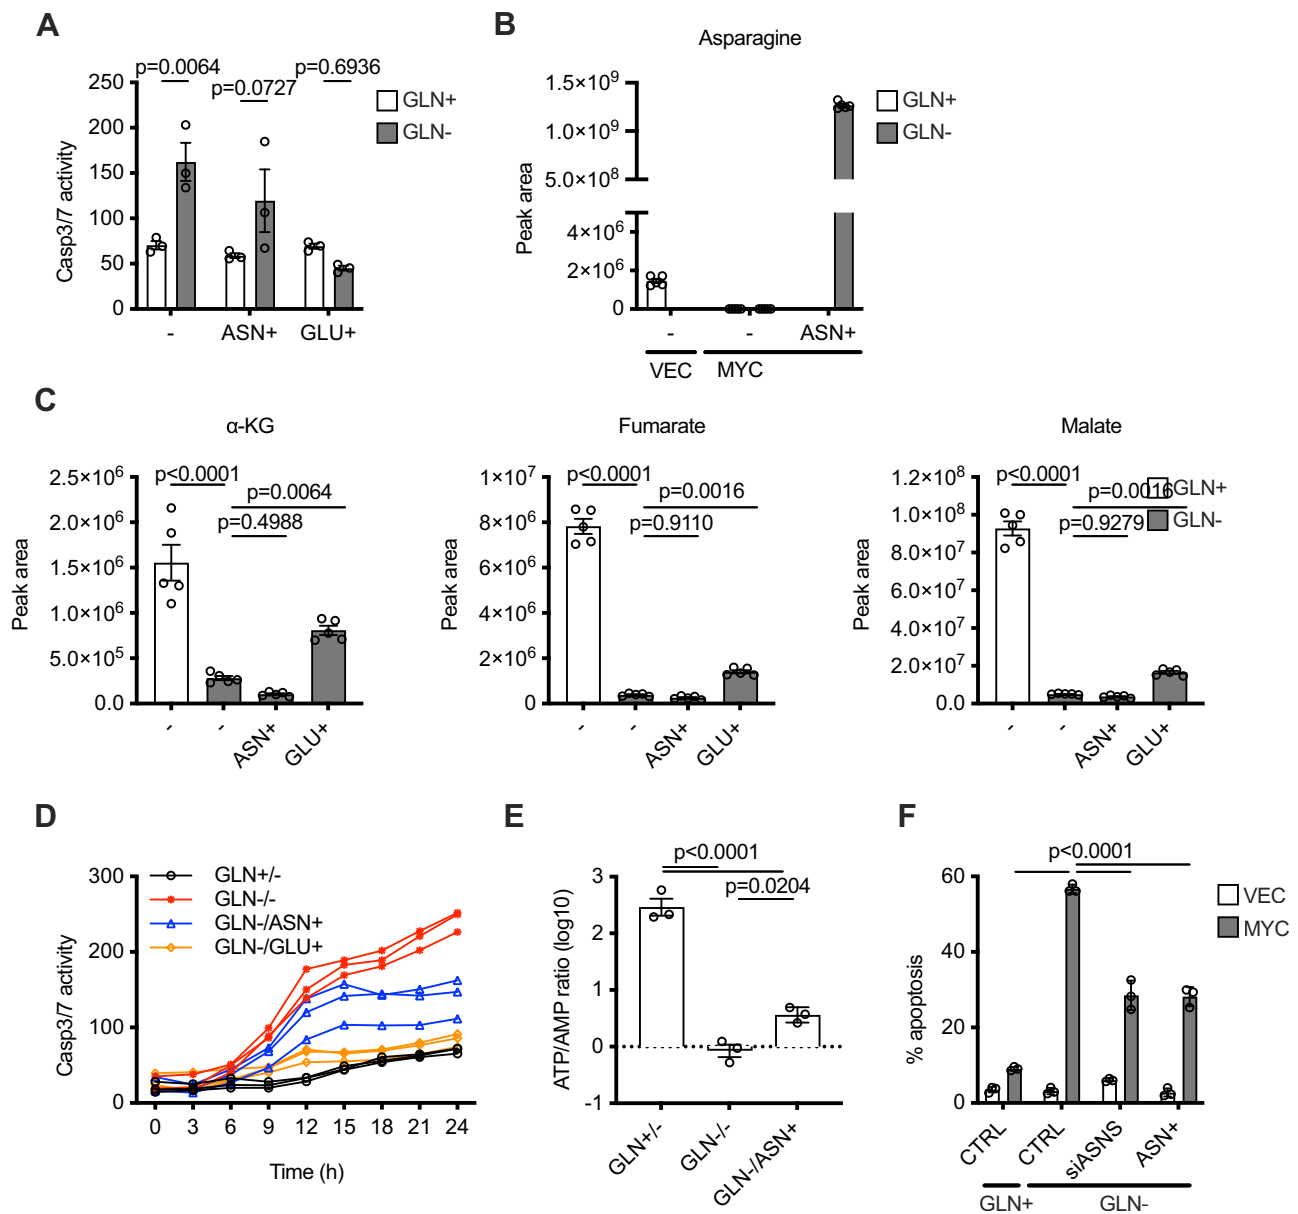 A
p=0.0064
p=0.6936
p=0.0727
250
200
150
100
50
0
Casp3/7 activity
-
ASN+
GLU+
GLN+
GLN-
B
Asparagine
1.5×10⁹
1.0×10⁹
5.0×10⁸
4×10⁶
2×10⁶
0
Peak area
-
-
ASN+
VEC
MYC
GLN+
GLN-
C
α-KG
2.5×10⁶
2.0×10⁶
1.5×10⁶
1.0×10⁶
5.0×10⁵
0.0
Peak area
p<0.0001
p=0.0064
p=0.4988
-
-
ASN+
GLU+
Fumarate
1×10⁷
8×10⁶
6×10⁶
4×10⁶
2×10⁶
0
Peak area
p<0.0001
p=0.0016
p=0.9110
-
-
ASN+
GLU+
Malate
1.2×10⁸
1.0×10⁸
8.0×10⁷
6.0×10⁷
4.0×10⁷
2.0×10⁷
0.0
Peak area
p<0.0001
p=0.0016
p=0.9279
-
-
ASN+
GLU+
GLN+
GLN-
D
300
200
100
0
Casp3/7 activity
GLN+/-
GLN-/-
GLN-/ASN+
GLN-/GLU+
0 3 6 9 12 15 18 21 24
Time (h)
E
p<0.0001
p=0.0204
3
2
1
0
-1
ATP/AMP ratio (log10)
GLN+/-
GLN-/-
GLN-/ASN+
F
p<0.0001
60
40
20
0
% apoptosis
CTRL
CTRL
siASNS
ASN+
GLN+
GLN-
VEC
MYC